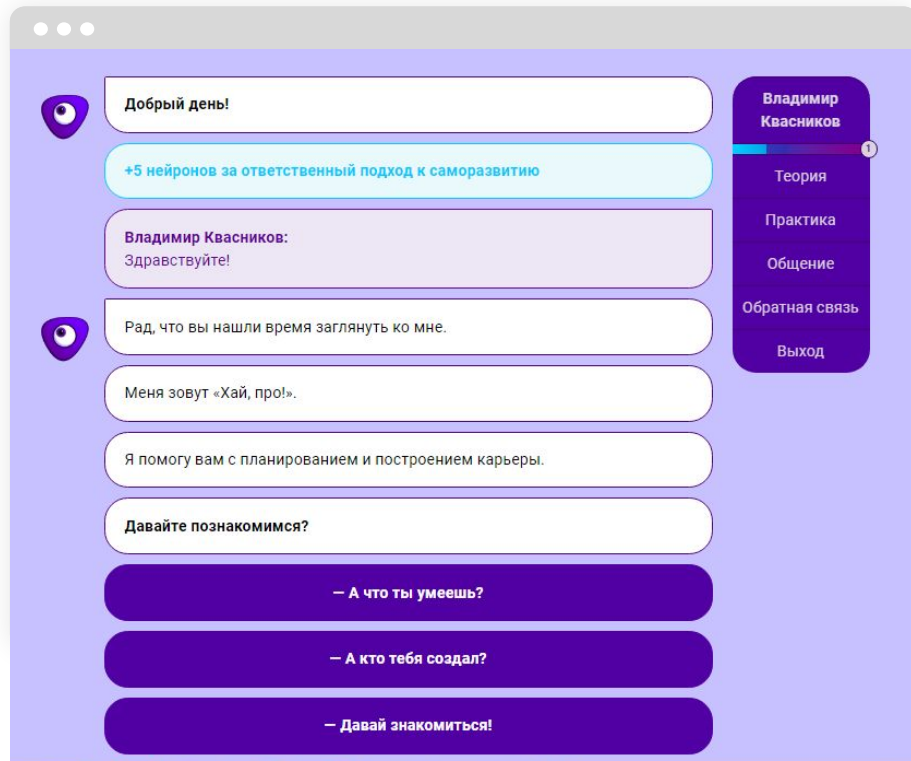 Добрый день!
+5 нейронов за ответственный подход к саморазвитию
Владимир Квасников:
Здравствуйте!
Рад, что вы нашли время заглянуть ко мне.
Меня зовут «Хай, про!».
Я помогу вам с планированием и построением карьеры.
Давайте познакомимся?
— А что ты умеешь?
— А кто тебя создал?
— Давай знакомиться!
Владимир
Квасников
1
Теория
Практика
Общение
Обратная связь
Выход